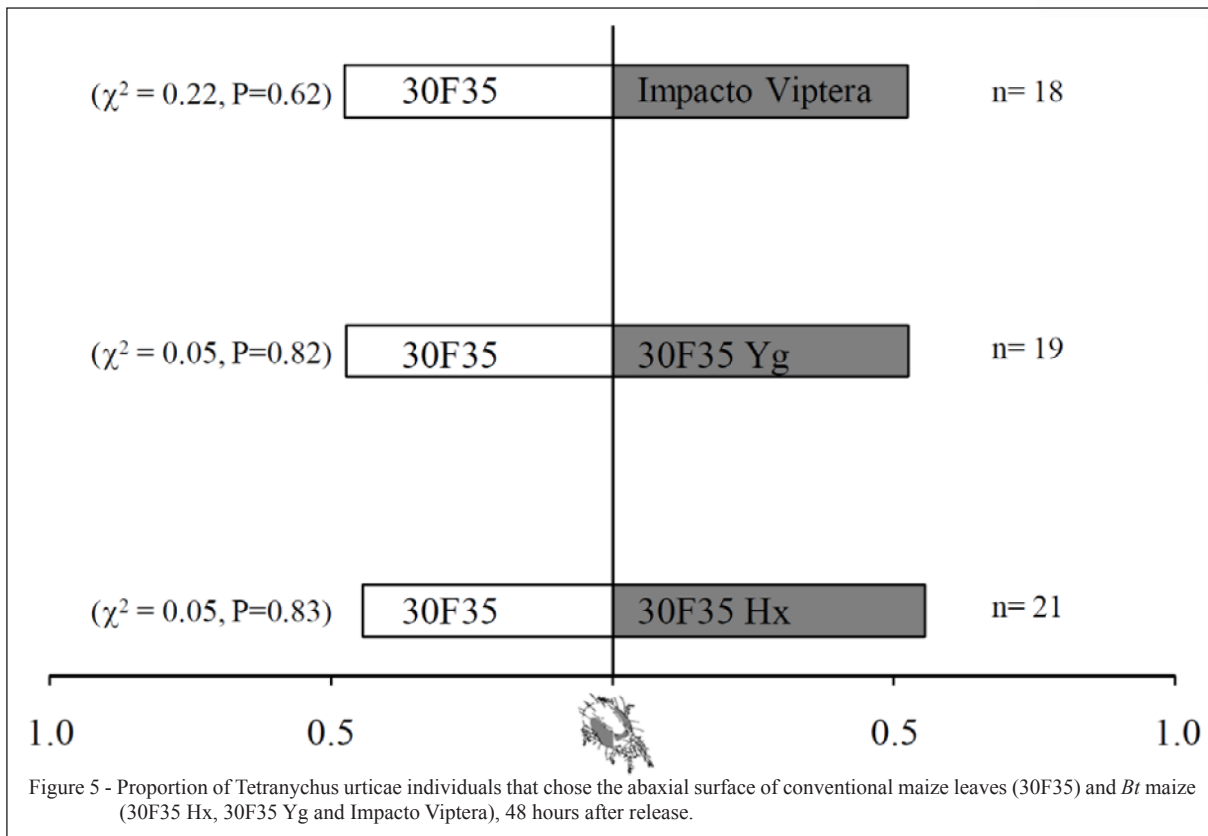 (χ² = 0.22, P=0.62) 30F35 Impacto Viptera n= 18
(χ² = 0.05, P=0.82) 30F35 30F35 Yg n= 19
(χ² = 0.05, P=0.83) 30F35 30F35 Hx n= 21
1.0 0.5 0.5 1.0
Figure 5 - Proportion of Tetranychus urticae individuals that chose the abaxial surface of conventional maize leaves (30F35) and Bt maize
(30F35 Hx, 30F35 Yg and Impacto Viptera), 48 hours after release.